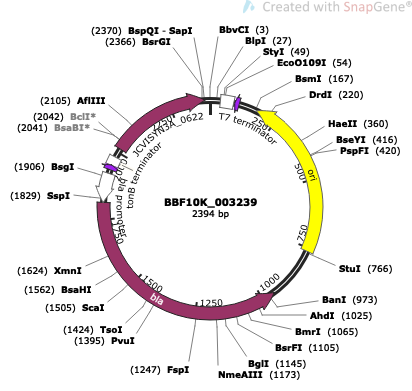 Created with SnapGene®
(2370) BspQI - SapI
(2366) BsrGI
BbvCI (3)
BlpI (27)
StyI (49)
EcoO109I (54)
BsmI (167)
DrdI (220)
HaeII (360)
BseYI (416)
PspFI (420)
StuI (766)
BanI (973)
AhdI (1025)
BmrI (1065)
BsrFI (1105)
BglI (1145)
NmeAIII (1173)
(1247) FspI
(1395) PvuI
(1424) TsoI
(1505) ScaI
(1562) BsaHI
(1624) XmnI
(1829) SspI
(1906) BsgI
(2041) BsaBI*
(2042) BclI*
(2105) AflIII
JCVISYN3A_0622
T7 terminator
tonB terminator
bla promoter
BBF10K_003239
2394 bp
ori
bla
250
500
750
1000
1250
1500
1750